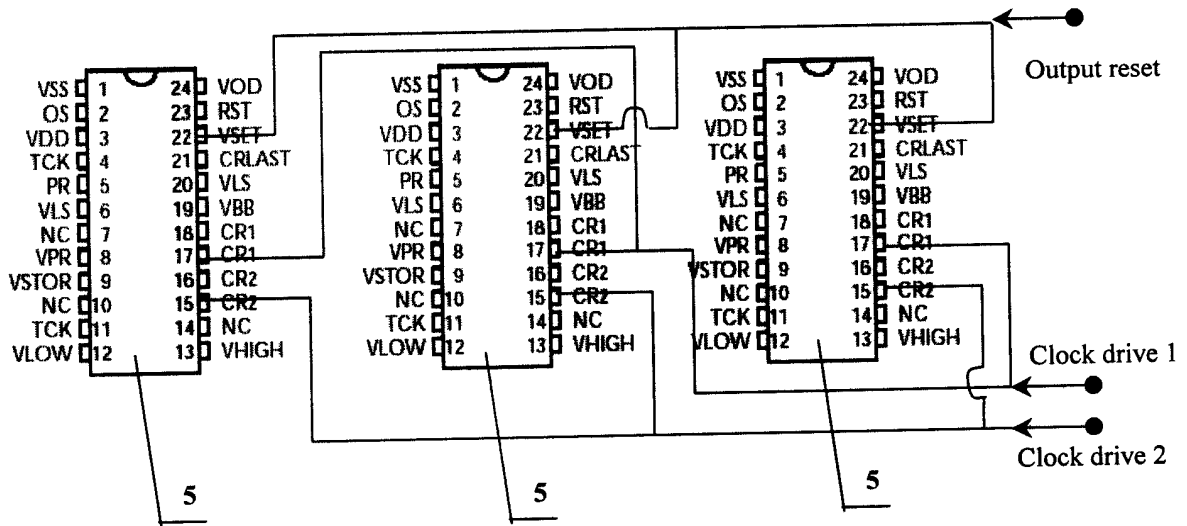 Output reset
VSS 1 24 VOD
OS 2 23 RST
VDD 3 22 VSET
TCK 4 21 CRLAST
PR 5 20 VLS
VLS 6 19 VBB
NC 7 18 CR1
VPR 8 17 CR1
VSTOR 9 16 CR2
NC 10 15 CR2
TCK 11 14 NC
VLOW 12 13 VHIGH
5
VSS 1 24 VOD
OS 2 23 RST
VDD 3 22 VSET
TCK 4 21 CRLAST
PR 5 20 VLS
VLS 6 19 VBB
NC 7 18 CR1
VPR 8 17 CR1
VSTOR 9 16 CR2
NC 10 15 CR2
TCK 11 14 NC
VLOW 12 13 VHIGH
5
VSS 1 24 VOD
OS 2 23 RST
VDD 3 22 VSET
TCK 4 21 CRLAST
PR 5 20 VLS
VLS 6 19 VBB
NC 7 18 CR1
VPR 8 17 CR1
VSTOR 9 16 CR2
NC 10 15 CR2
TCK 11 14 NC
VLOW 12 13 VHIGH
5
Clock drive 1
Clock drive 2